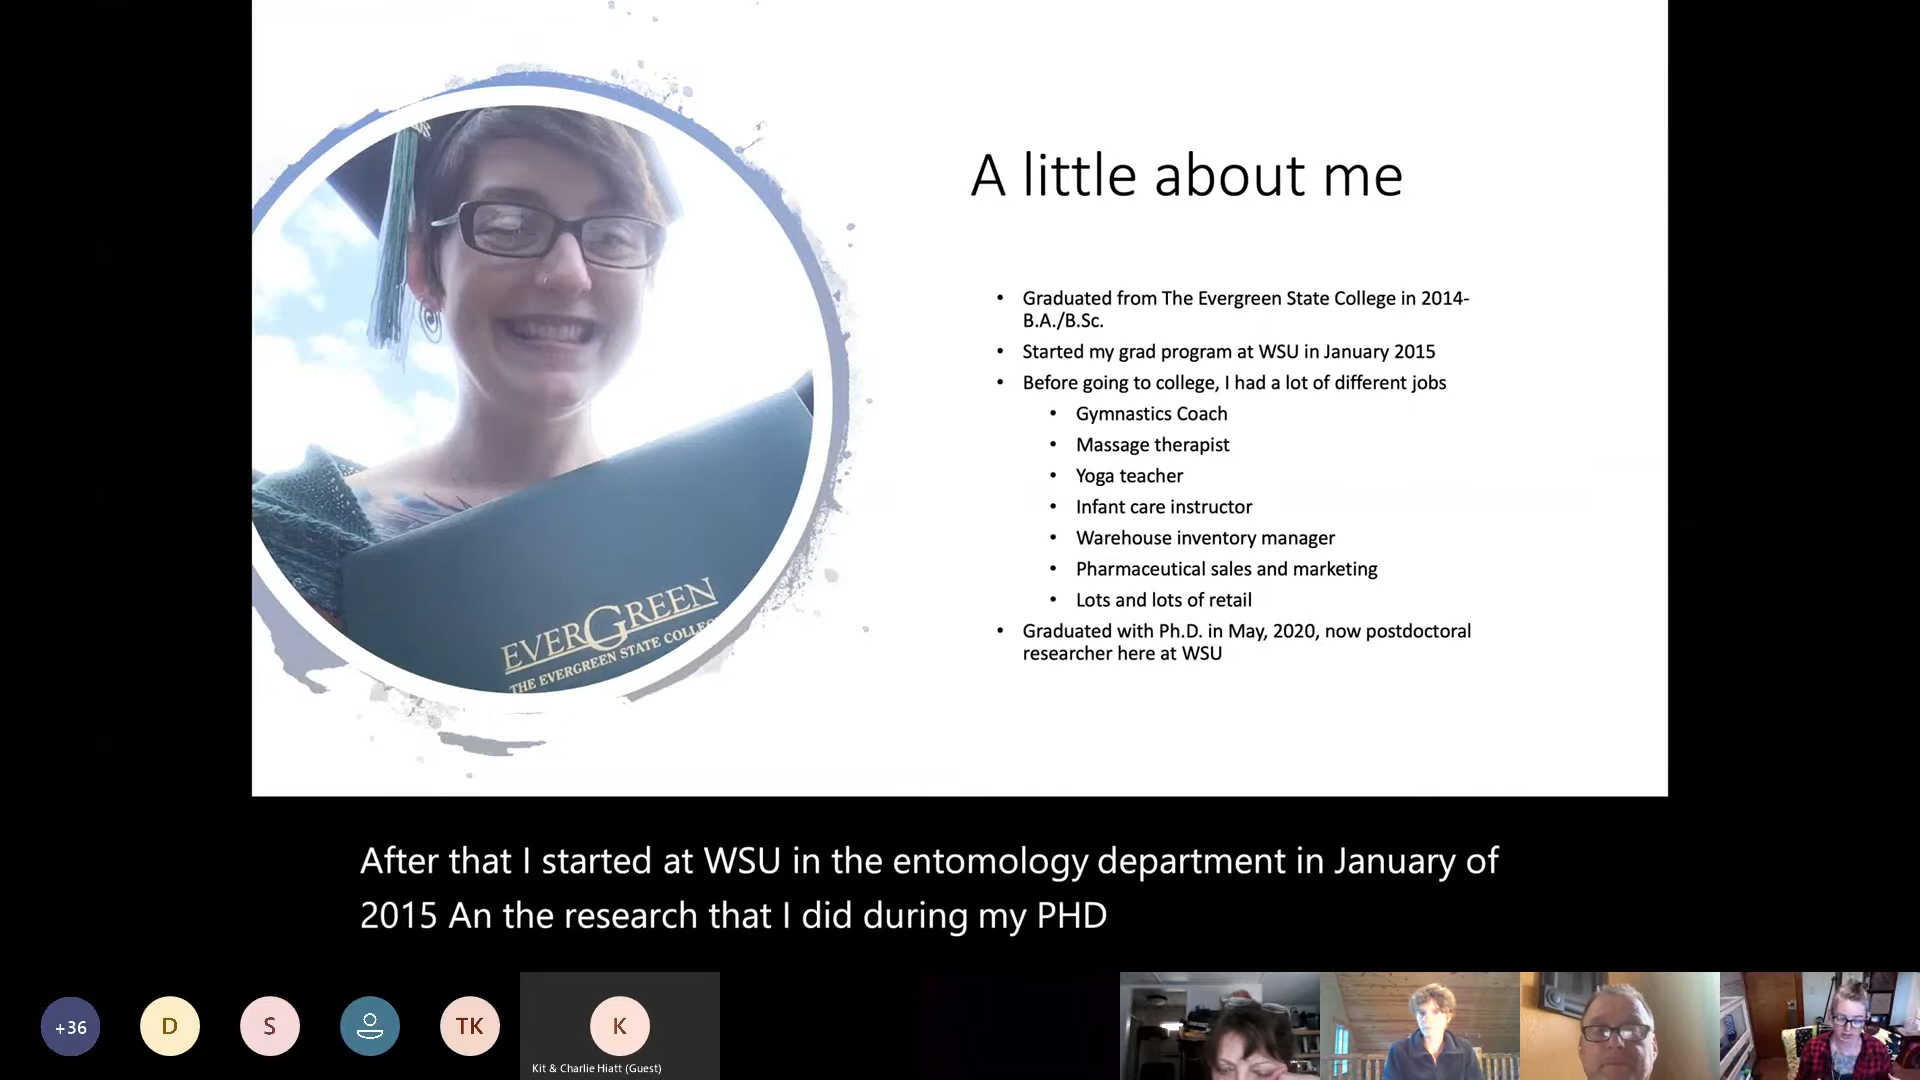 A little about me
• Graduated from The Evergreen State College in 2014-
B.A./B.Sc.
• Started my grad program at WSU in January 2015
• Before going to college, I had a lot of different jobs
• Gymnastics Coach
• Massage therapist
• Yoga teacher
• Infant care instructor
• Warehouse inventory manager
• Pharmaceutical sales and marketing
• Lots and lots of retail
• Graduated with Ph.D. in May, 2020, now postdoctoral
researcher here at WSU
EVERGREEN
THE EVERGREEN STATE COLLEG
After that I started at WSU in the entomology department in January of
2015 An the research that I did during my PHD
+36
D
S
TK
K
Kit & Charlie Hiatt (Guest)